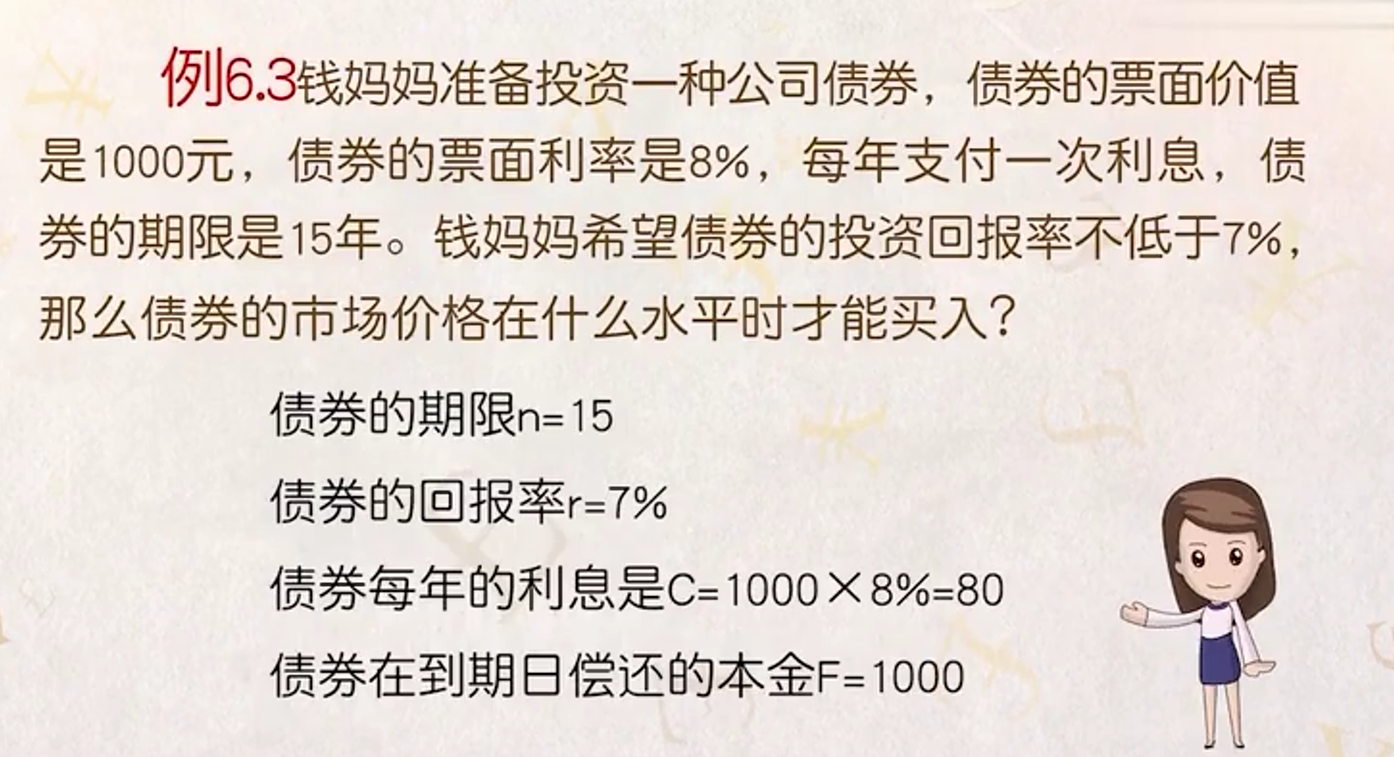 例6.3钱妈妈准备投资一种公司债券，债券的票面价值
是1000元，债券的票面利率是8%，每年支付一次利息，债
券的期限是15年。钱妈妈希望债券的投资回报率不低于7%，
那么债券的市场价格在什么水平时才能买入？
债券的期限n=15
债券的回报率r=7%
债券每年的利息是C=1000×8%=80
债券在到期日偿还的本金F=1000